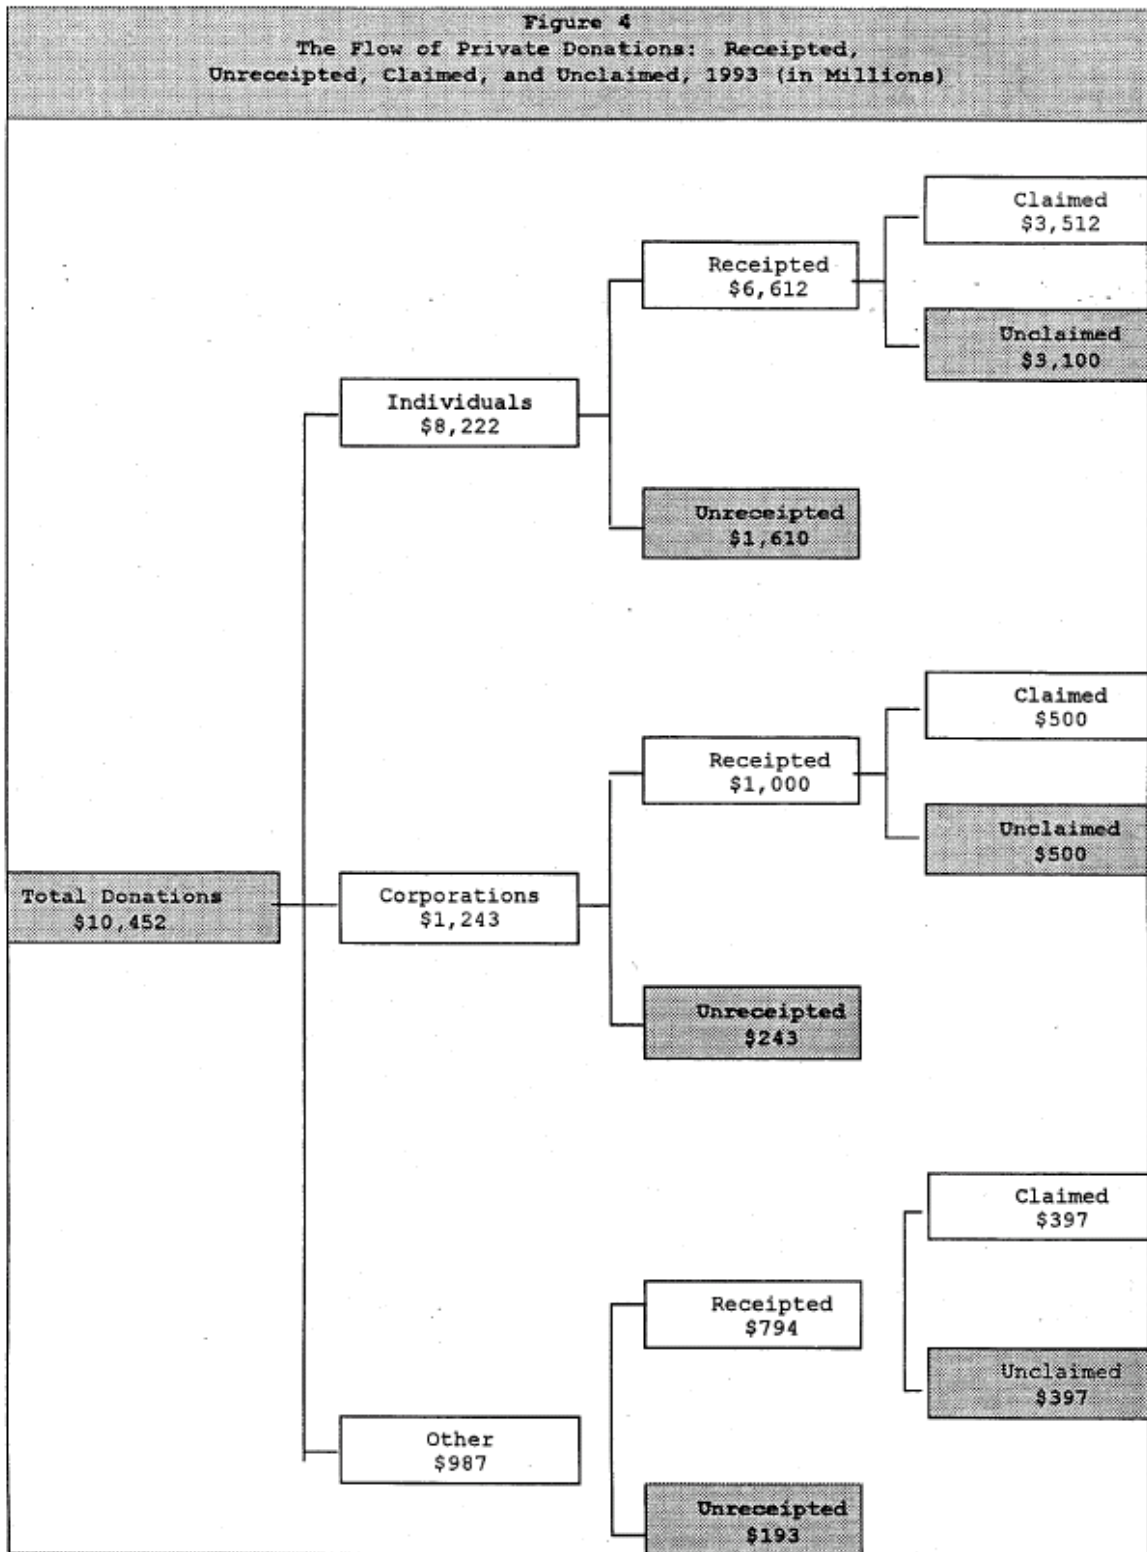 Figure 4
The Flow of Private Donations: Receipted,
Unreceipted, Claimed, and Unclaimed, 1993 (in Millions)
Claimed
$3,512
Receipted
$6,612
Unclaimed
$3,100
Individuals
$8,222
Unreceipted
$1,610
Claimed
$500
Receipted
$1,000
Unclaimed
$500
Total Donations
$10,452
Corporations
$1,243
Unreceipted
$243
Claimed
$397
Receipted
$794
Unclaimed
$397
Other
$987
Unreceipted
$193